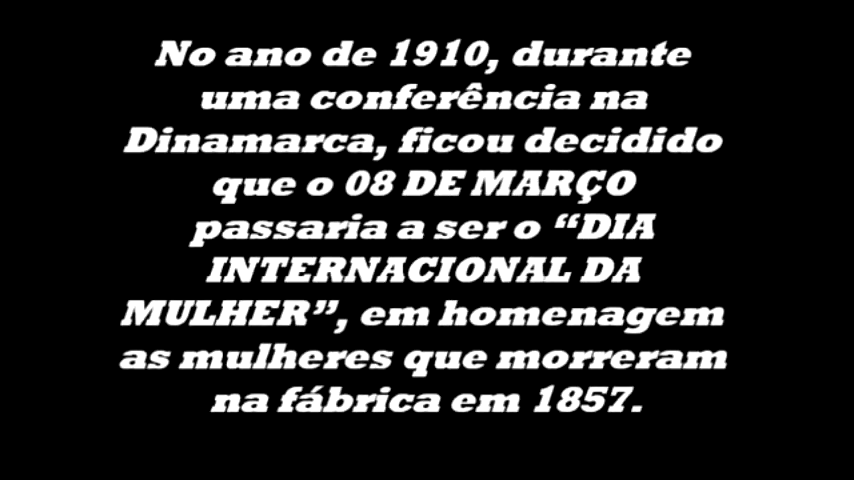 No ano de 1910, durante
uma conferência na
Dinamarca, ficou decidido
que o 08 DE MARÇO
passaria a ser o “DIA
INTERNACIONAL DA
MULHER”, em homenagem
as mulheres que morreram
na fábrica em 1857.